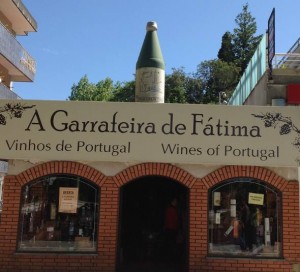 A Garrafeira de Fátima
Vinhos de Portugal Wines of Portugal